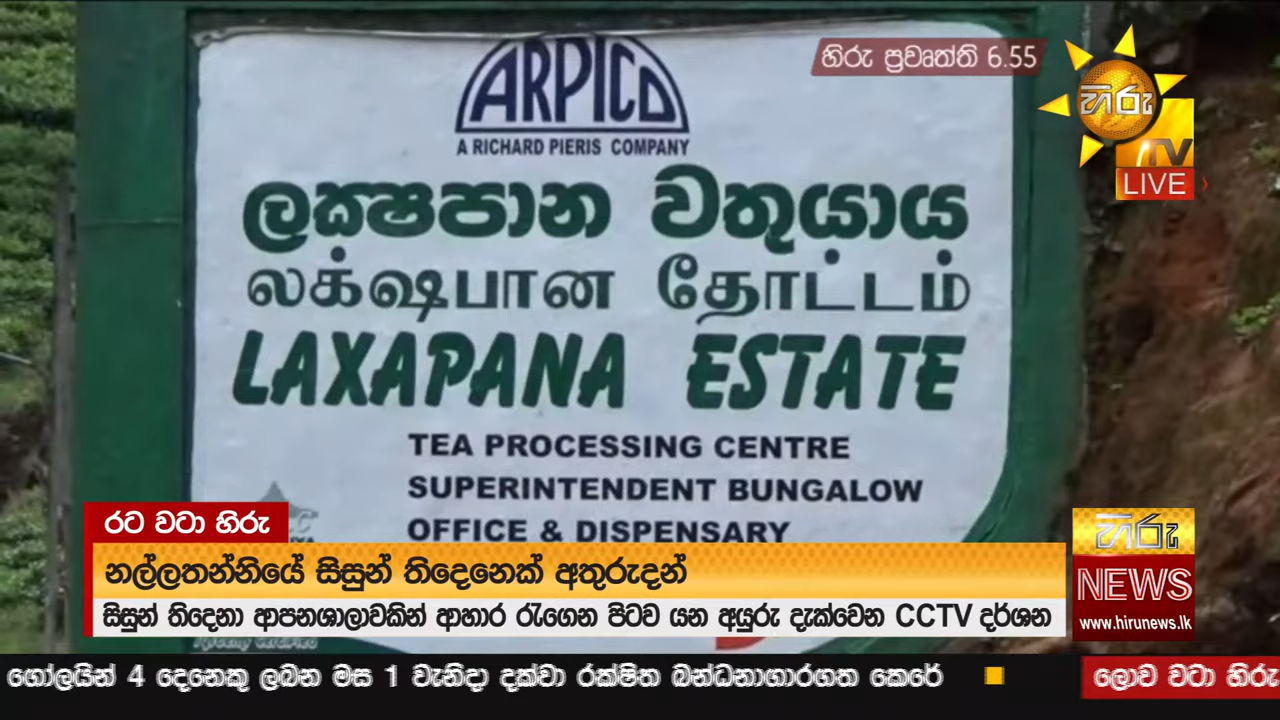 හිරු ප්‍රවෘත්ති 6.55
හිරු
TV
LIVE
ARPICO
A RICHARD PIERIS COMPANY
ලක්ෂපාන වතුයාය
லக்ஷபான தோட்டம்
LAXAPANA ESTATE
TEA PROCESSING CENTRE
SUPERINTENDENT BUNGALOW
OFFICE & DISPENSARY
රට වටා හිරු
නල්ලතන්නියේ සිසුන් තිදෙනෙක් අතුරුදන්
සිසුන් තිදෙනා ආපනශාලාවකින් ආහාර රැගෙන පිටව යන අයුරු දැක්වෙන CCTV දර්ශන
හිරු
NEWS
www.hirunews.lk
ගෝලයින් 4 දෙනෙකු ලබන මස 1 වැනිදා දක්වා රක්ෂිත බන්ධනාගාරගත කෙරේ
ලොව වටා හිරු